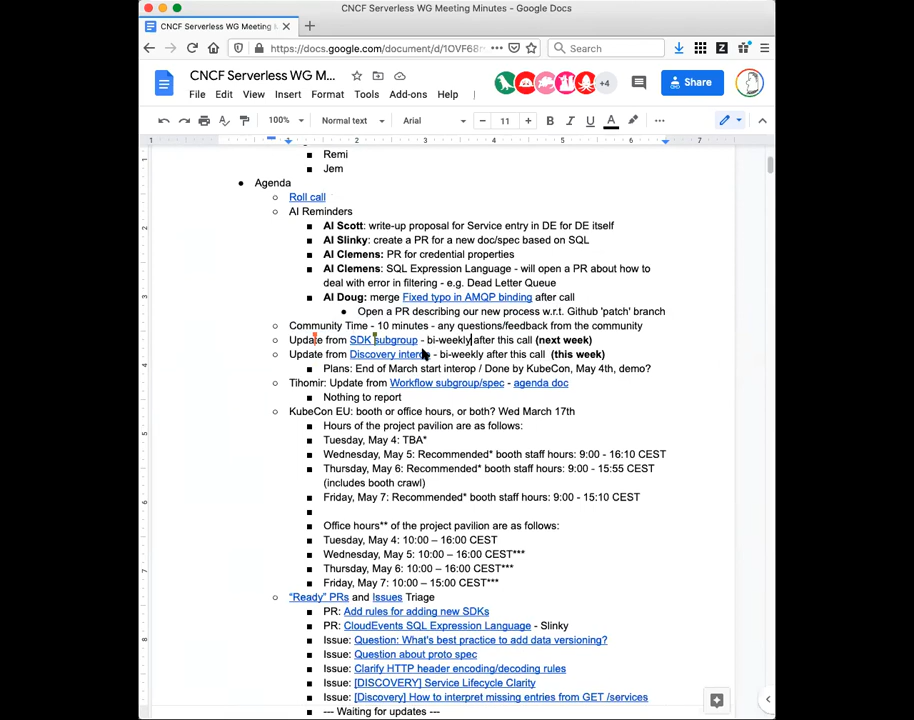 CNCF Serverless WG Meeting Minutes - Google Docs
CNCF Serverless WG Meeting M
https://docs.google.com/document/d/1OVF68
Search
CNCF Serverless WG M...
+4
Share
File Edit View Insert Format Tools Add-ons Help
100% Normal text Arial 11
1 1 2 3 4 5 6 7
Remi
Jem
Agenda
Roll call
AI Reminders
AI Scott: write-up proposal for Service entry in DE for DE itself
AI Slinky: create a PR for a new doc/spec based on SQL
AI Clemens: PR for credential properties
AI Clemens: SQL Expression Language - will open a PR about how to
deal with error in filtering - e.g. Dead Letter Queue
AI Doug: merge Fixed typo in AMQP binding after call
Open a PR describing our new process w.r.t. Github 'patch' branch
Community Time - 10 minutes - any questions/feedback from the community
Update from SDK subgroup - bi-weekly after this call (next week)
Update from Discovery - bi-weekly after this call (this week)
Plans: End of March start interop / Done by KubeCon, May 4th, demo?
Tihomir: Update from Workflow subgroup/spec - agenda doc
Nothing to report
KubeCon EU: booth or office hours, or both? Wed March 17th
Hours of the project pavilion are as follows:
Tuesday, May 4: TBA*
Wednesday, May 5: Recommended* booth staff hours: 9:00 - 16:10 CEST
Thursday, May 6: Recommended* booth staff hours: 9:00 - 15:55 CEST
(includes booth crawl)
Friday, May 7: Recommended* booth staff hours: 9:00 - 15:10 CEST
Office hours** of the project pavilion are as follows:
Tuesday, May 4: 10:00 – 16:00 CEST
Wednesday, May 5: 10:00 – 16:00 CEST***
Thursday, May 6: 10:00 – 16:00 CEST***
Friday, May 7: 10:00 – 15:00 CEST***
“Ready” PRs and Issues Triage
PR: Add rules for adding new SDKs
PR: CloudEvents SQL Expression Language - Slinky
Issue: Question: What's best practice to add data versioning?
Issue: Question about proto spec
Issue: Clarify HTTP header encoding/decoding rules
Issue: [DISCOVERY] Service Lifecycle Clarity
Issue: [Discovery] How to interpret missing entries from GET /services
--- Waiting for updates ---